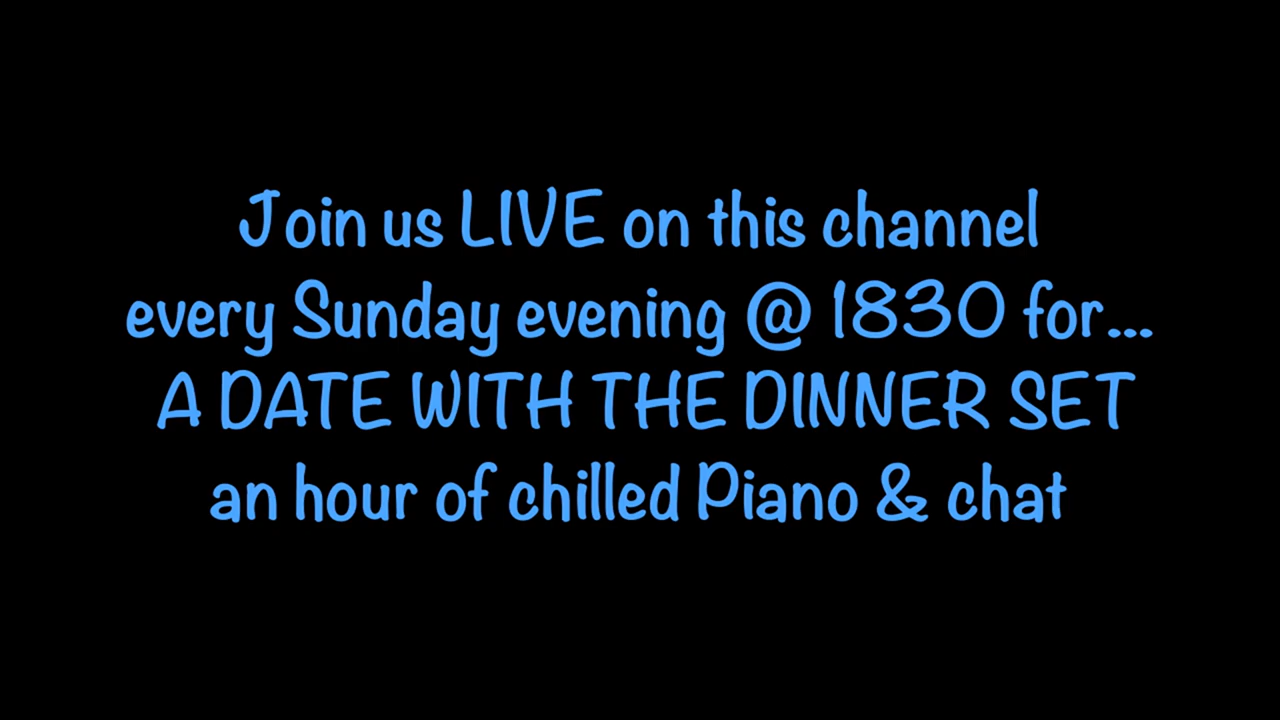 Join us LIVE on this channel
every Sunday evening @ 1830 for...
A DATE WITH THE DINNER SET
an hour of chilled Piano & chat